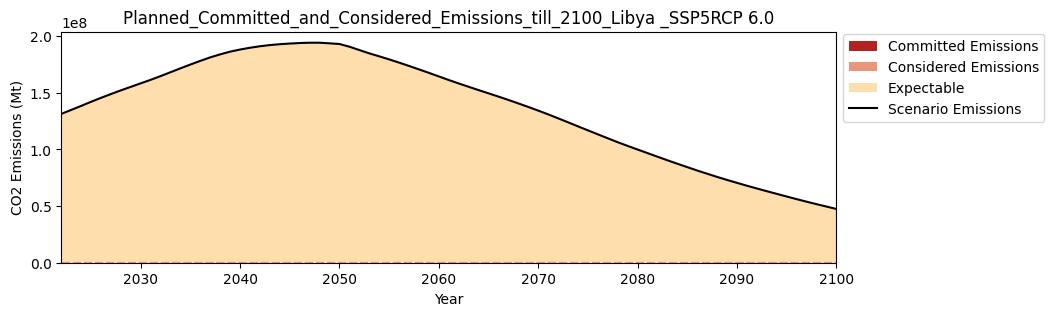 Planned_Committed_and_Considered_Emissions_till_2100_Libya _SSP5RCP 6.0
1e8
2.0
1.5
1.0
0.5
0.0
CO2 Emissions (Mt)
2030 2040 2050 2060 2070 2080 2090 2100
Year
Committed Emissions
Considered Emissions
Expectable
Scenario Emissions